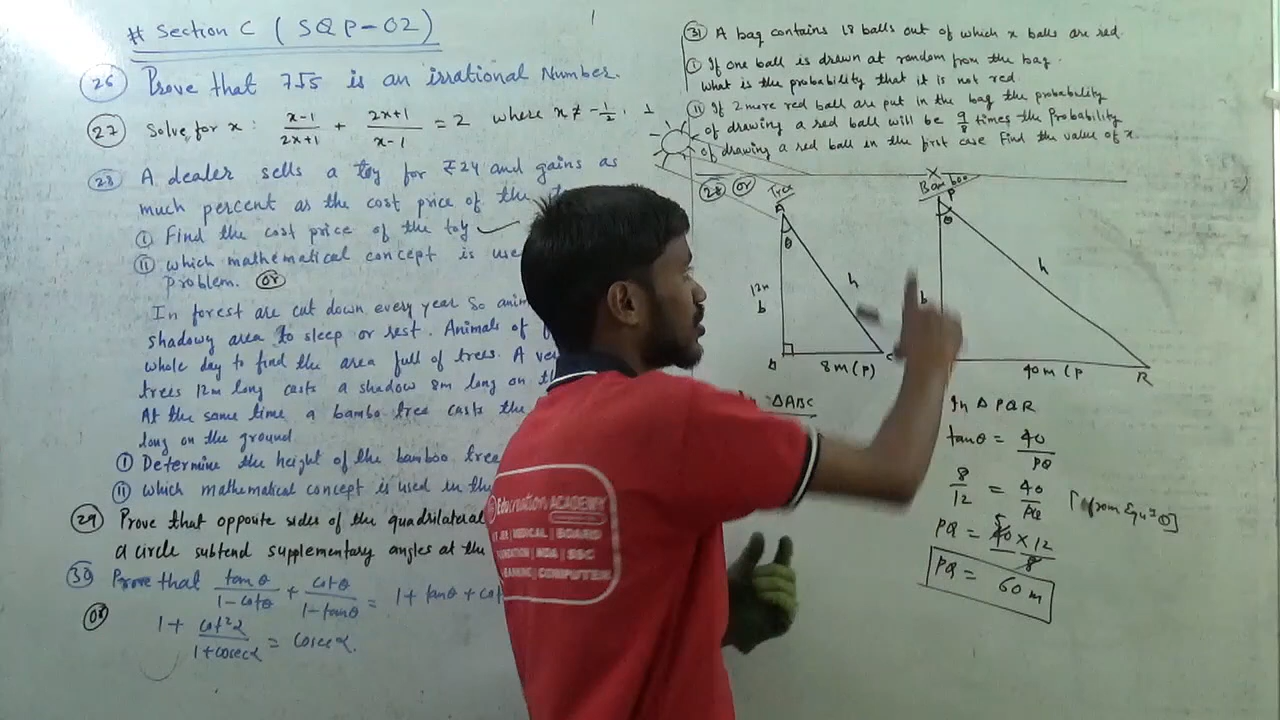 # Section C ( SQP-02 )
26 Prove that 7√5 is an irrational Number.
27 Solve for x : (x-1)/(2x+1) + (2x+1)/(x-1) = 2 where x ≠ -1/2, 1
28 A dealer sells a toy for ₹24 and gains as
much percent as the cost price of the
i Find the cost price of the toy
ii which mathematical concept is
problem. or
In forest are cut down every year so
shadowy area to sleep or rest. Animals of
whole day to find the area full of trees. A
trees 12m long casts a shadow 8m long on
At the same time a bamboo tree casts the
long on the ground
i Determine the height of the bamboo tree
ii which mathematical concept is used in the
29 Prove that opposite sides of the quadrilateral
a circle subtend supplementary angles at the
30 Prove that tanθ/(1-cotθ) + cotθ/(1-tanθ) = 1 + tanθ +
or
1 + cot²α/(1+cosecα) = cosecα.
31 A bag contains 18 balls out of which x balls are red.
i If one ball is drawn at random from the bag.
what is the probability that it is not red
ii If 2 more red ball are put in the bag the probability
of drawing a red ball will be 9/8 times the Probability
of drawing a red ball in the first case Find the value of x.
28 or
Tree
A
θ
12m
b
h
8m (p)
Bamboo
P
θ
b
h
40m (p
R
ΔABC
In ΔPQR
tanθ = 40/PQ
8/12 = 40/PQ
PQ = 40 × 12/8
PQ = 60 m
Educreation ACADEMY
MEDICAL | BOARD
| NDA | SSC
| COMPUTER